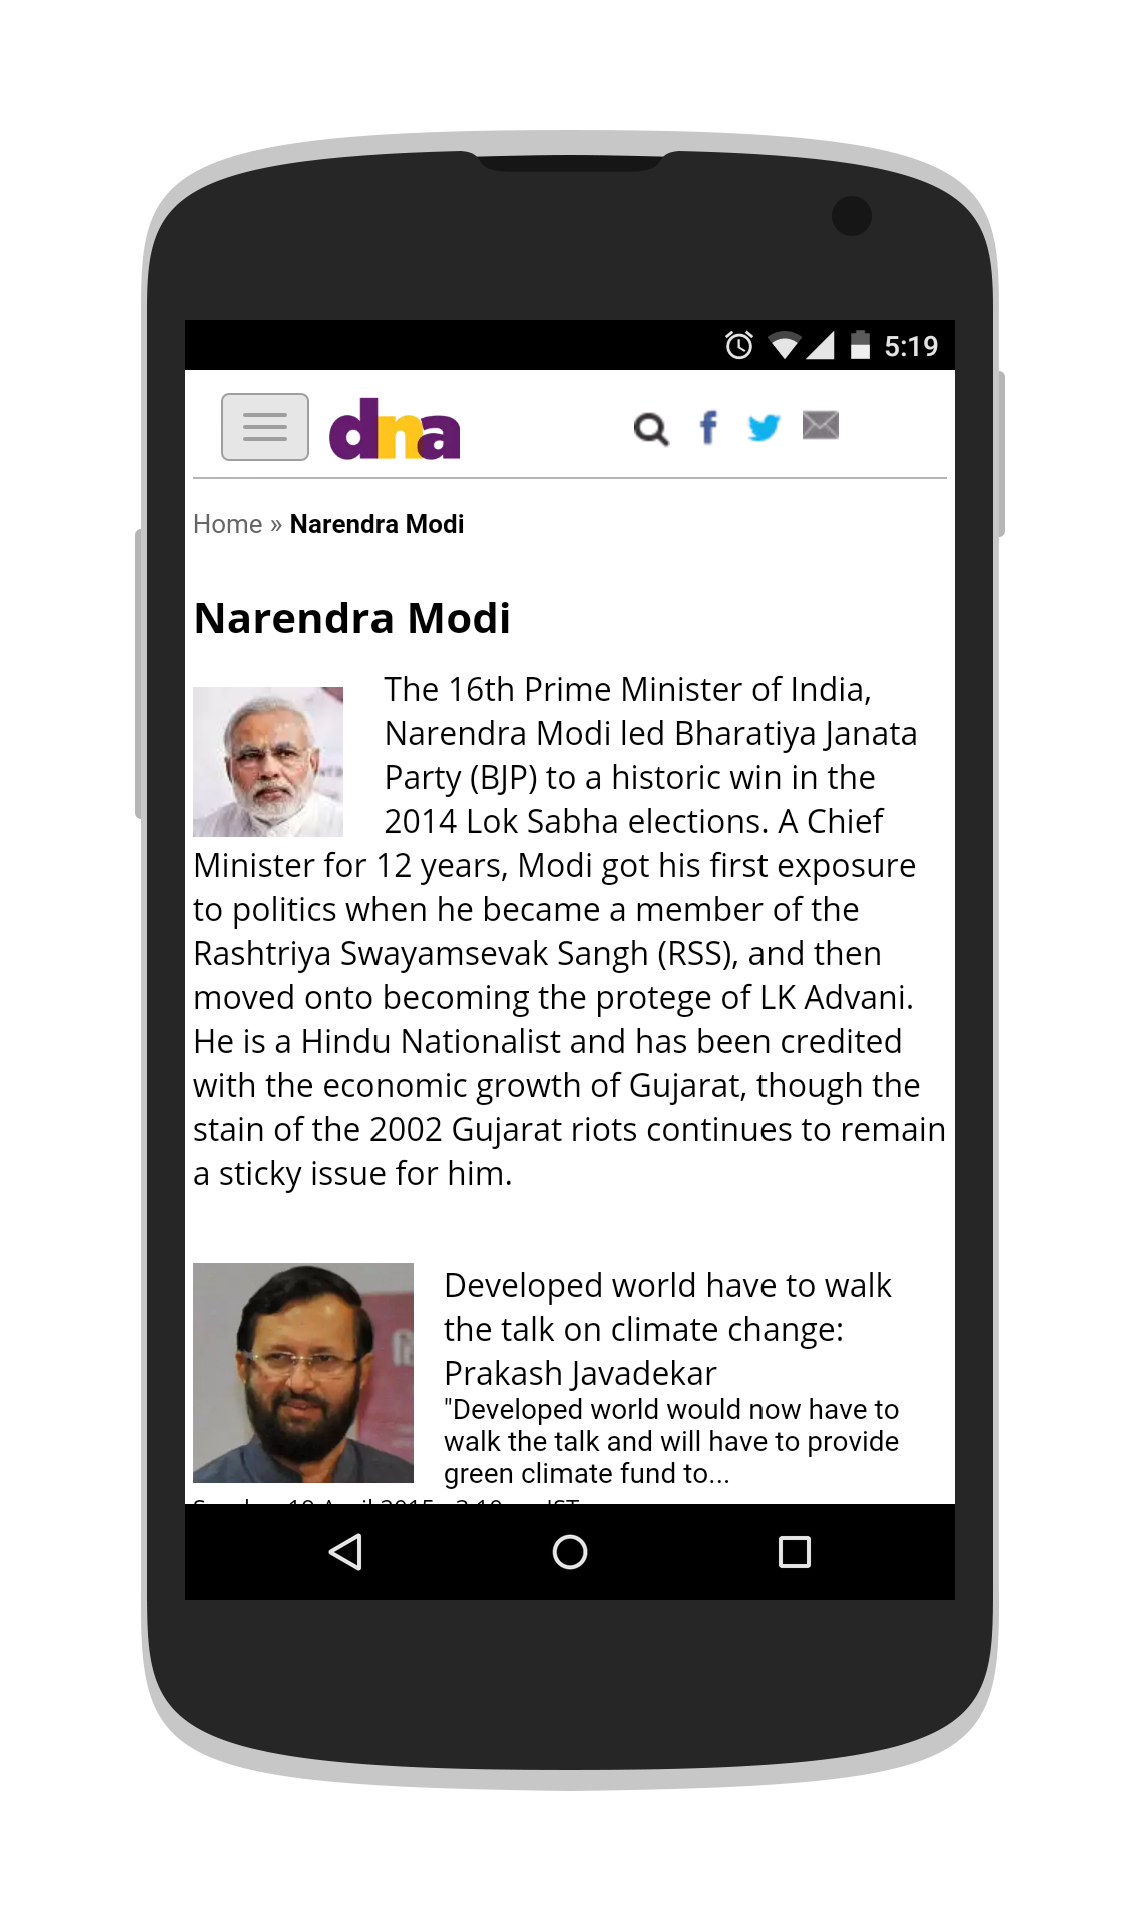 5:19
dna
Home » Narendra Modi
Narendra Modi
The 16th Prime Minister of India,
Narendra Modi led Bharatiya Janata
Party (BJP) to a historic win in the
2014 Lok Sabha elections. A Chief
Minister for 12 years, Modi got his first exposure
to politics when he became a member of the
Rashtriya Swayamsevak Sangh (RSS), and then
moved onto becoming the protege of LK Advani.
He is a Hindu Nationalist and has been credited
with the economic growth of Gujarat, though the
stain of the 2002 Gujarat riots continues to remain
a sticky issue for him.
Developed world have to walk
the talk on climate change:
Prakash Javadekar
"Developed world would now have to
walk the talk and will have to provide
green climate fund to...